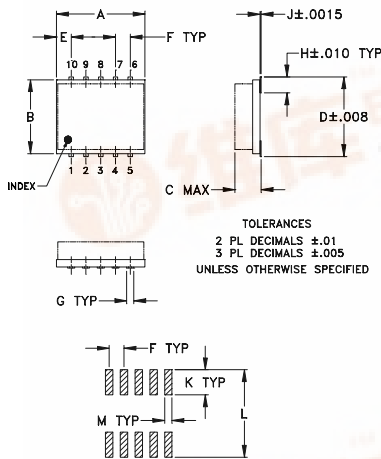 A
E
F TYP
10 9 8 7 6
B
INDEX
1 2 3 4 5
J±.0015
H±.010 TYP
D±.008
C MAX
TOLERANCES
2 PL DECIMALS ±.01
3 PL DECIMALS ±.005
UNLESS OTHERWISE SPECIFIED
G TYP
F TYP
K TYP
M TYP
L